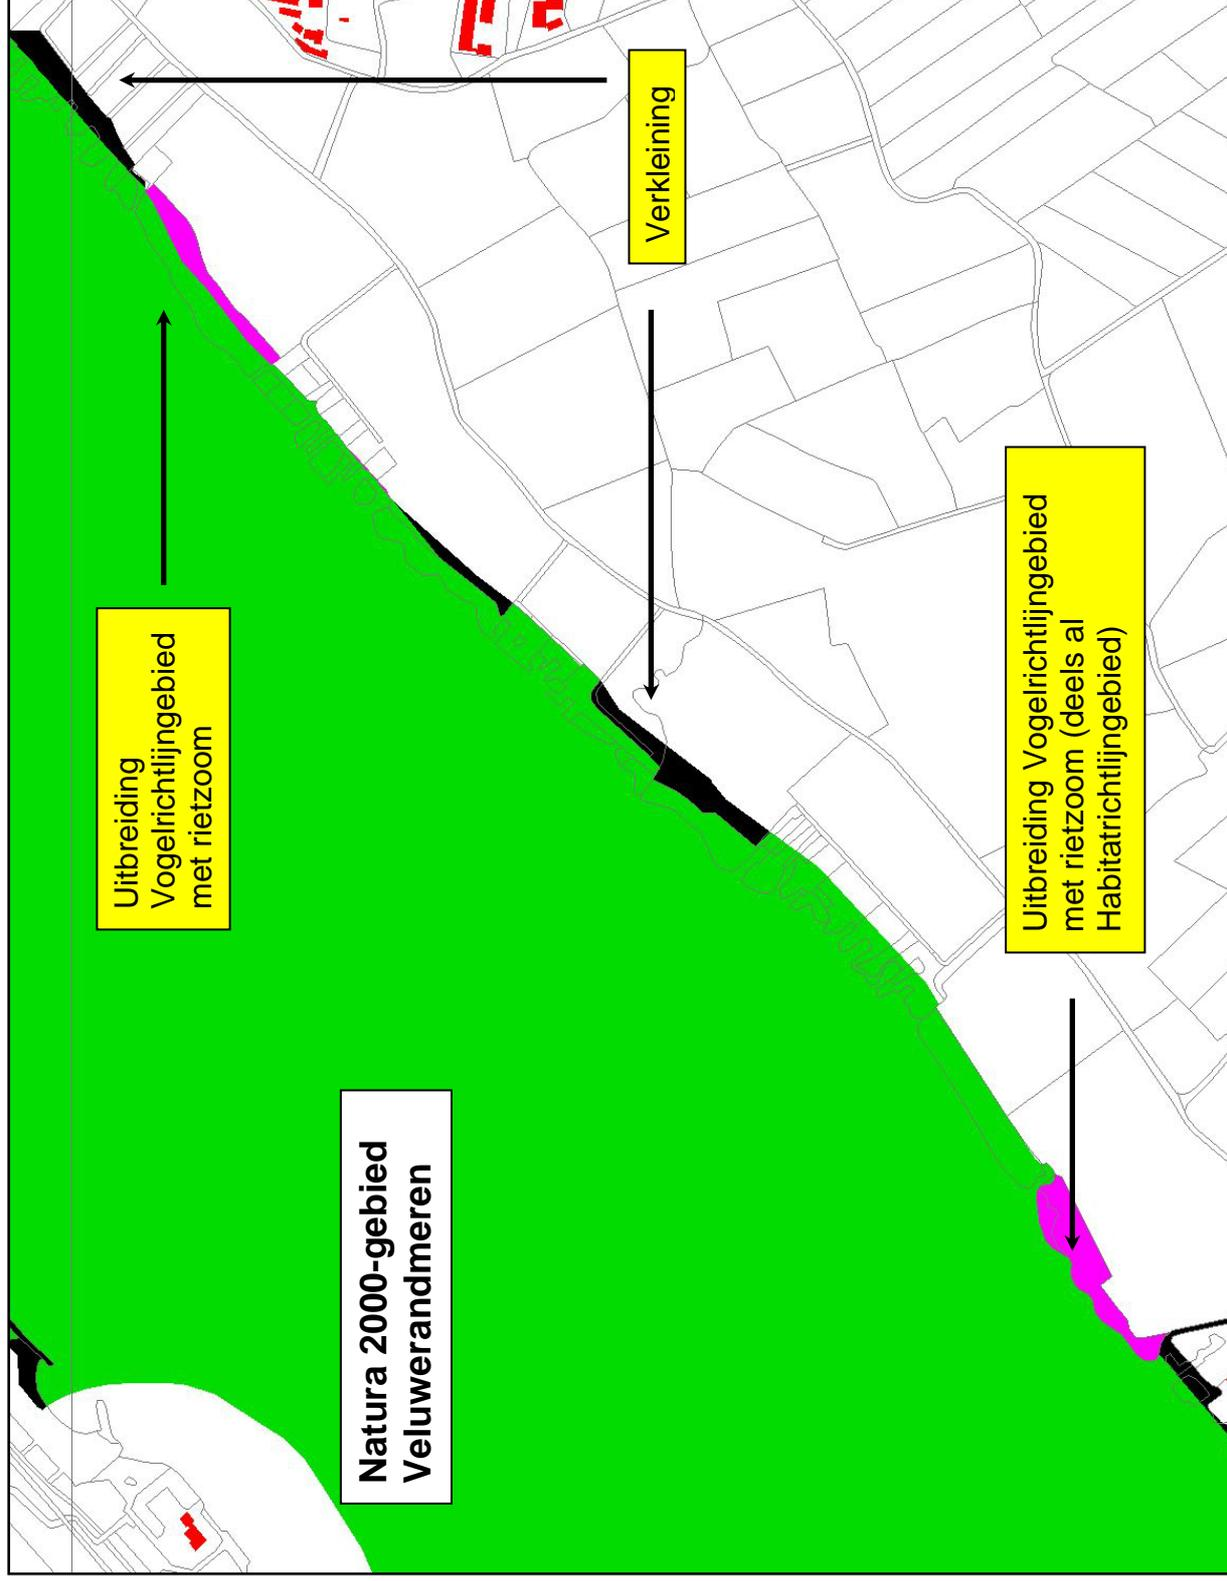 Uitbreiding
Vogelrichtlijngebied
met rietzoom
Verkleining
Natura 2000-gebied
Veluwerandmeren
Uitbreiding Vogelrichtlijngebied
met rietzoom (deels al
Habitatrichtlijngebied)